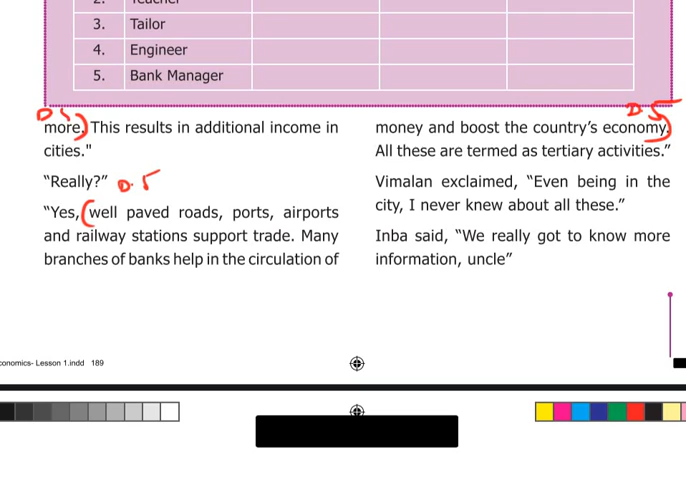 3. Tailor
4. Engineer
5. Bank Manager
more. This results in additional income in
cities."
"Really?"
0.5
"Yes, well paved roads, ports, airports
and railway stations support trade. Many
branches of banks help in the circulation of
0.5
money and boost the country's economy.
All these are termed as tertiary activities."
Vimalan exclaimed, "Even being in the
city, I never knew about all these."
Inba said, "We really got to know more
information, uncle"
conomics- Lesson 1.indd 189